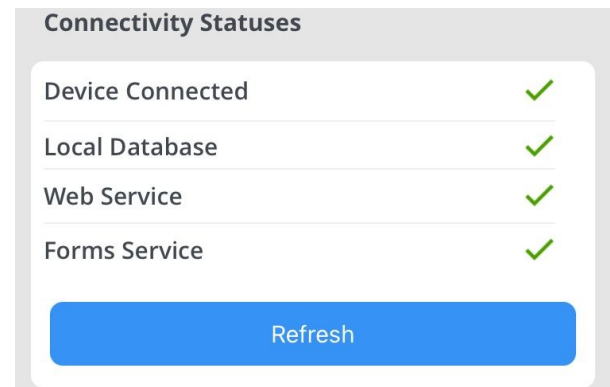 Connectivity Statuses
Device Connected
Local Database
Web Service
Forms Service
Refresh